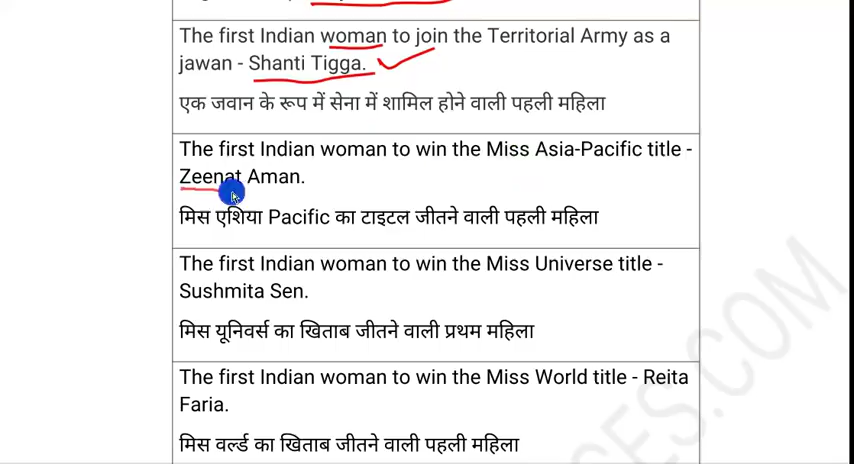 The first Indian woman to join the Territorial Army as a
jawan - Shanti Tigga.
एक जवान के रूप में सेना में शामिल होने वाली पहली महिला
The first Indian woman to win the Miss Asia-Pacific title -
Zeenat Aman.
मिस एशिया Pacific का टाइटल जीतने वाली पहली महिला
The first Indian woman to win the Miss Universe title -
Sushmita Sen.
मिस यूनिवर्स का खिताब जीतने वाली प्रथम महिला
The first Indian woman to win the Miss World title - Reita
Faria.
मिस वर्ल्ड का खिताब जीतने वाली पहली महिला